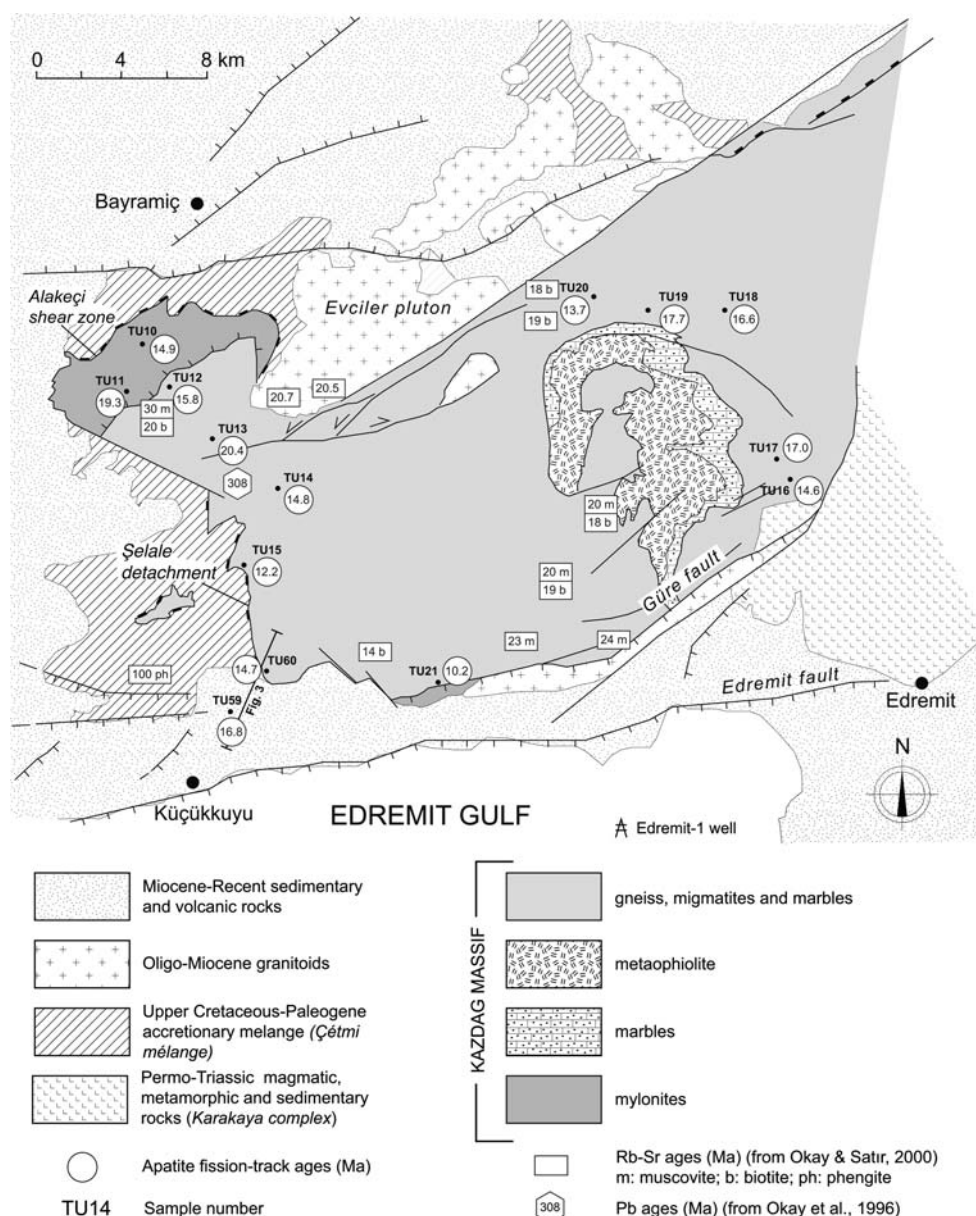 0 4 8 km
Bayramiç
Alakeçi
shear zone
Evciler pluton
TU10
14.9
TU11
19.3
TU12
15.8
30 m
20 b
20.7
20.5
18 b
19 b
TU20
13.7
TU19
17.7
TU18
16.6
TU13
20.4
308
TU14
14.8
TU17
17.0
TU16
14.6
20 m
18 b
Şelale
detachment
TU15
12.2
20 m
19 b
Güre fault
23 m
24 m
14 b
100 ph
14.7
TU60
TU21
10.2
TU59
16.8
Fig. 3
Edremit fault
Edremit
N
Küçükkuyu
EDREMIT GULF
Edremit-1 well
Miocene-Recent sedimentary
and volcanic rocks
Oligo-Miocene granitoids
Upper Cretaceous-Paleogene
accretionary melange (Çétmi
mélange)
Permo-Triassic magmatic,
metamorphic and sedimentary
rocks (Karakaya complex)
Apatite fission-track ages (Ma)
TU14 Sample number
KAZDAG MASSIF
gneiss, migmatites and marbles
metaophiolite
marbles
mylonites
Rb-Sr ages (Ma) (from Okay & Satır, 2000)
m: muscovite; b: biotite; ph: phengite
308 Pb ages (Ma) (from Okay et al., 1996)